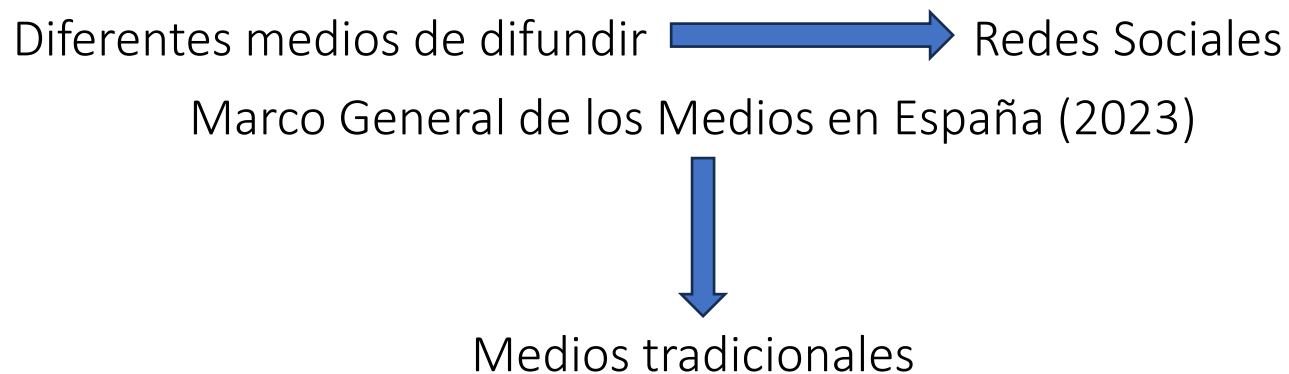 Diferentes medios de difundir Redes Sociales
Marco General de los Medios en España (2023)
Medios tradicionales